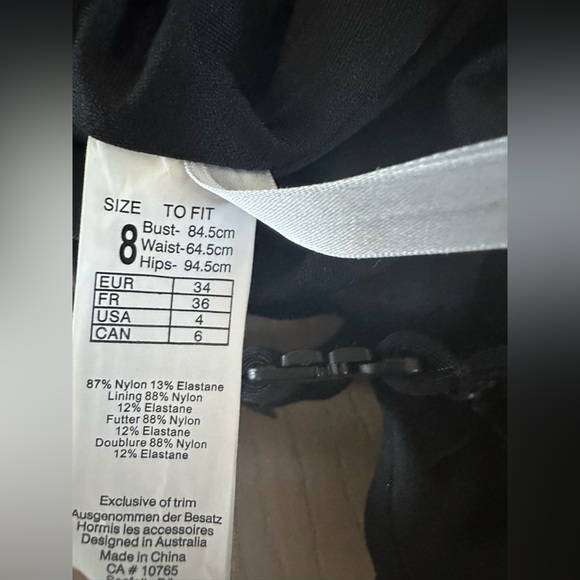 SIZE TO FIT
8 Bust- 84.5cm
Waist-64.5cm
Hips- 94.5cm
EUR 34
FR 36
USA 4
CAN 6
87% Nylon 13% Elastane
Lining 88% Nylon
12% Elastane
Futter 88% Nylon
12% Elastane
Doublure 88% Nylon
12% Elastane
Exclusive of trim
Ausgenommen der Besatz
Hormis les accessoires
Designed in Australia
Made in China
CA # 10765